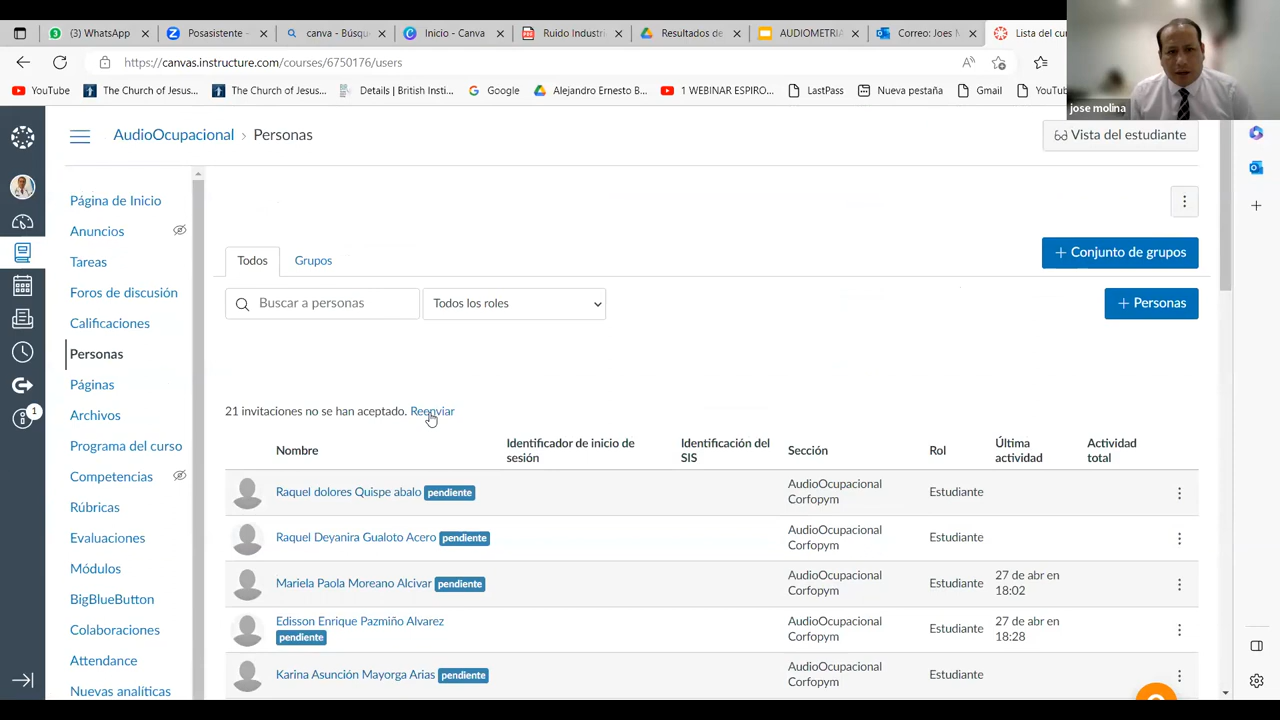 (3) WhatsApp
Posasistente -
canva - Búsqu
Inicio - Canva
Ruido Industri
Resultados de
AUDIOMETRIA
Correo: Joes M
Lista del cur
https://canvas.instructure.com/courses/6750176/users
YouTube
The Church of Jesus...
The Church of Jesus...
Details | British Insti...
Google
Alejandro Ernesto B...
1 WEBINAR ESPIRO...
LastPass
Nueva pestaña
Gmail
YouTu
jose molina
AudioOcupacional › Personas
Vista del estudiante
Página de Inicio
Anuncios
Tareas
Foros de discusión
Calificaciones
Personas
Páginas
Archivos
Programa del curso
Competencias
Rúbricas
Evaluaciones
Módulos
BigBlueButton
Colaboraciones
Attendance
Nuevas analíticas
1
Todos
Grupos
+ Conjunto de grupos
Buscar a personas
Todos los roles
+ Personas
21 invitaciones no se han aceptado. Reenviar
Nombre
Identificador de inicio de
sesión
Identificación del
SIS
Sección
Rol
Última
actividad
Actividad
total
Raquel dolores Quispe abalo pendiente
AudioOcupacional
Corfopym
Estudiante
Raquel Deyanira Gualoto Acero pendiente
AudioOcupacional
Corfopym
Estudiante
Mariela Paola Moreano Alcivar pendiente
AudioOcupacional
Corfopym
Estudiante
27 de abr en
18:02
Edisson Enrique Pazmiño Alvarez
pendiente
AudioOcupacional
Corfopym
Estudiante
27 de abr en
18:28
Karina Asunción Mayorga Arias pendiente
AudioOcupacional
Corfopym
Estudiante